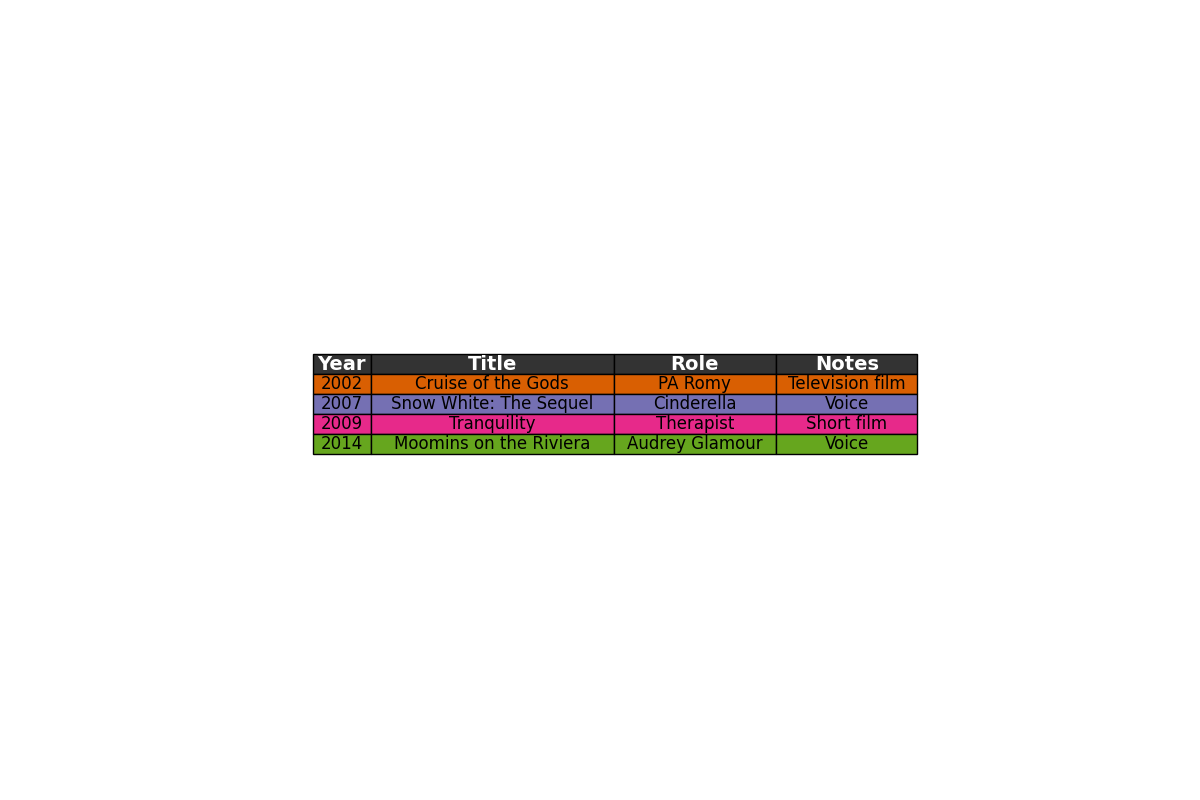 Year Title Role Notes
2002 Cruise of the Gods PA Romy Television film
2007 Snow White: The Sequel Cinderella Voice
2009 Tranquility Therapist Short film
2014 Moomins on the Riviera Audrey Glamour Voice